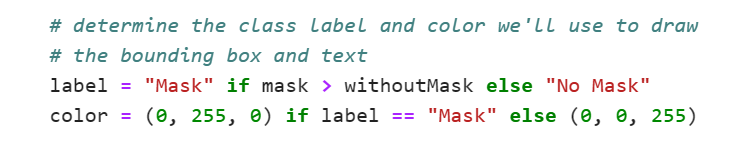 # determine the class label and color we'll use to draw
# the bounding box and text
label = "Mask" if mask > withoutMask else "No Mask"
color = (0, 255, 0) if label == "Mask" else (0, 0, 255)